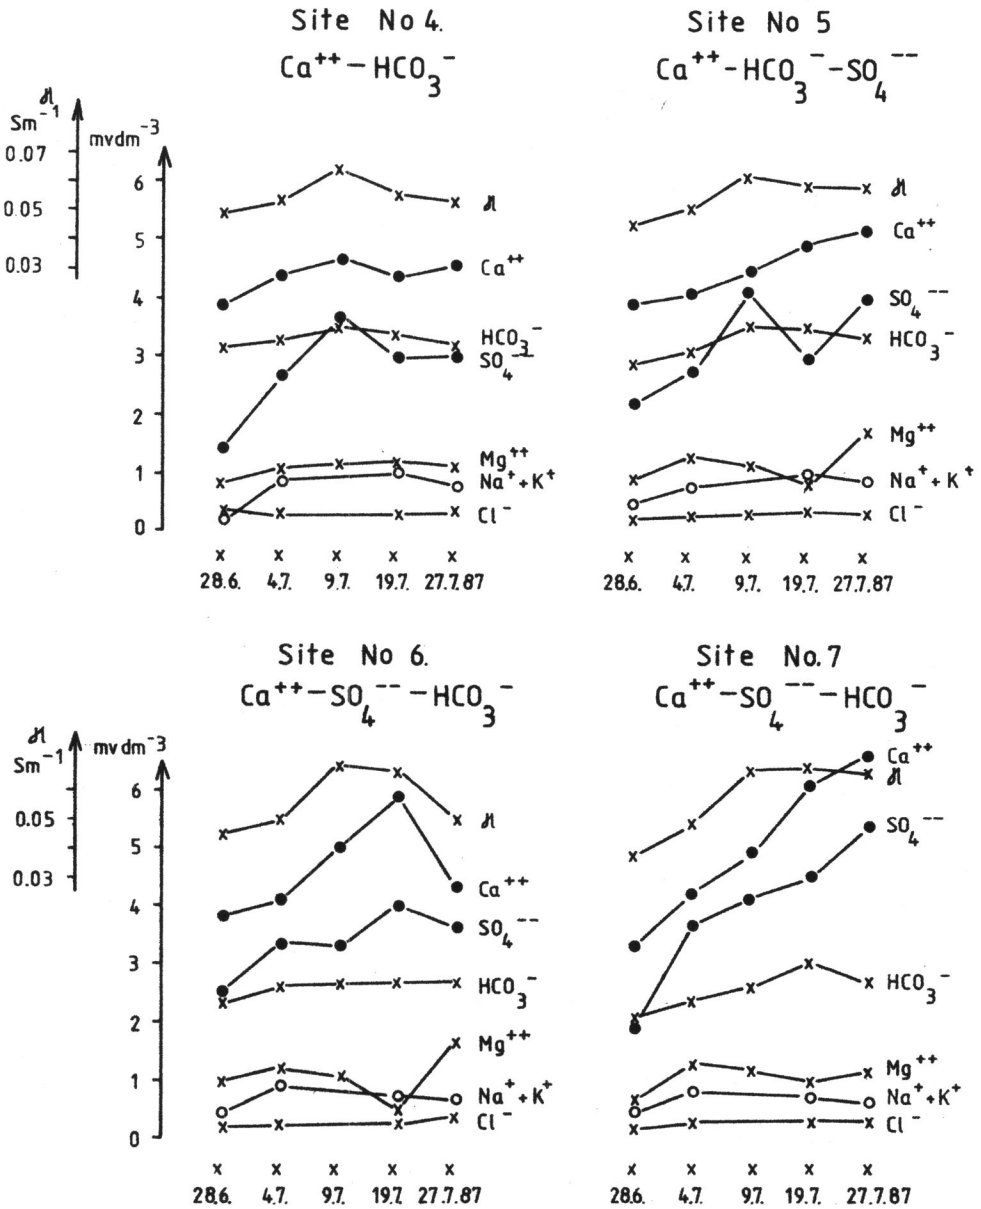 Site No 4.
Ca⁺⁺-HCO₃⁻
Site No 5
Ca⁺⁺-HCO₃⁻-SO₄⁻⁻
ϰ
Sm⁻¹
0.07
0.05
0.03
mvdm⁻³
6
5
4
3
2
1
0
ϰ
Ca⁺⁺
HCO₃⁻
SO₄⁻⁻
Mg⁺⁺
Na⁺+K⁺
Cl⁻
x x x x x
28.6. 4.7. 9.7. 19.7. 27.7.87
ϰ
Ca⁺⁺
SO₄⁻⁻
HCO₃⁻
Mg⁺⁺
Na⁺+K⁺
Cl⁻
x x x x x
28.6. 4.7. 9.7. 19.7. 27.7.87
Site No 6.
Ca⁺⁺-SO₄⁻⁻-HCO₃⁻
Site No.7
Ca⁺⁺-SO₄⁻⁻-HCO₃⁻
ϰ
Sm⁻¹
0.05
0.03
mvdm⁻³
6
5
4
3
2
1
0
ϰ
Ca⁺⁺
SO₄⁻⁻
HCO₃⁻
Mg⁺⁺
Na⁺+K⁺
Cl⁻
x x x x x
28.6. 4.7. 9.7. 19.7. 27.7.87
Ca⁺⁺
ϰ
SO₄⁻⁻
HCO₃⁻
Mg⁺⁺
Na⁺+K⁺
Cl⁻
x x x x x
28.6. 4.7. 9.7. 19.7. 27.7.87